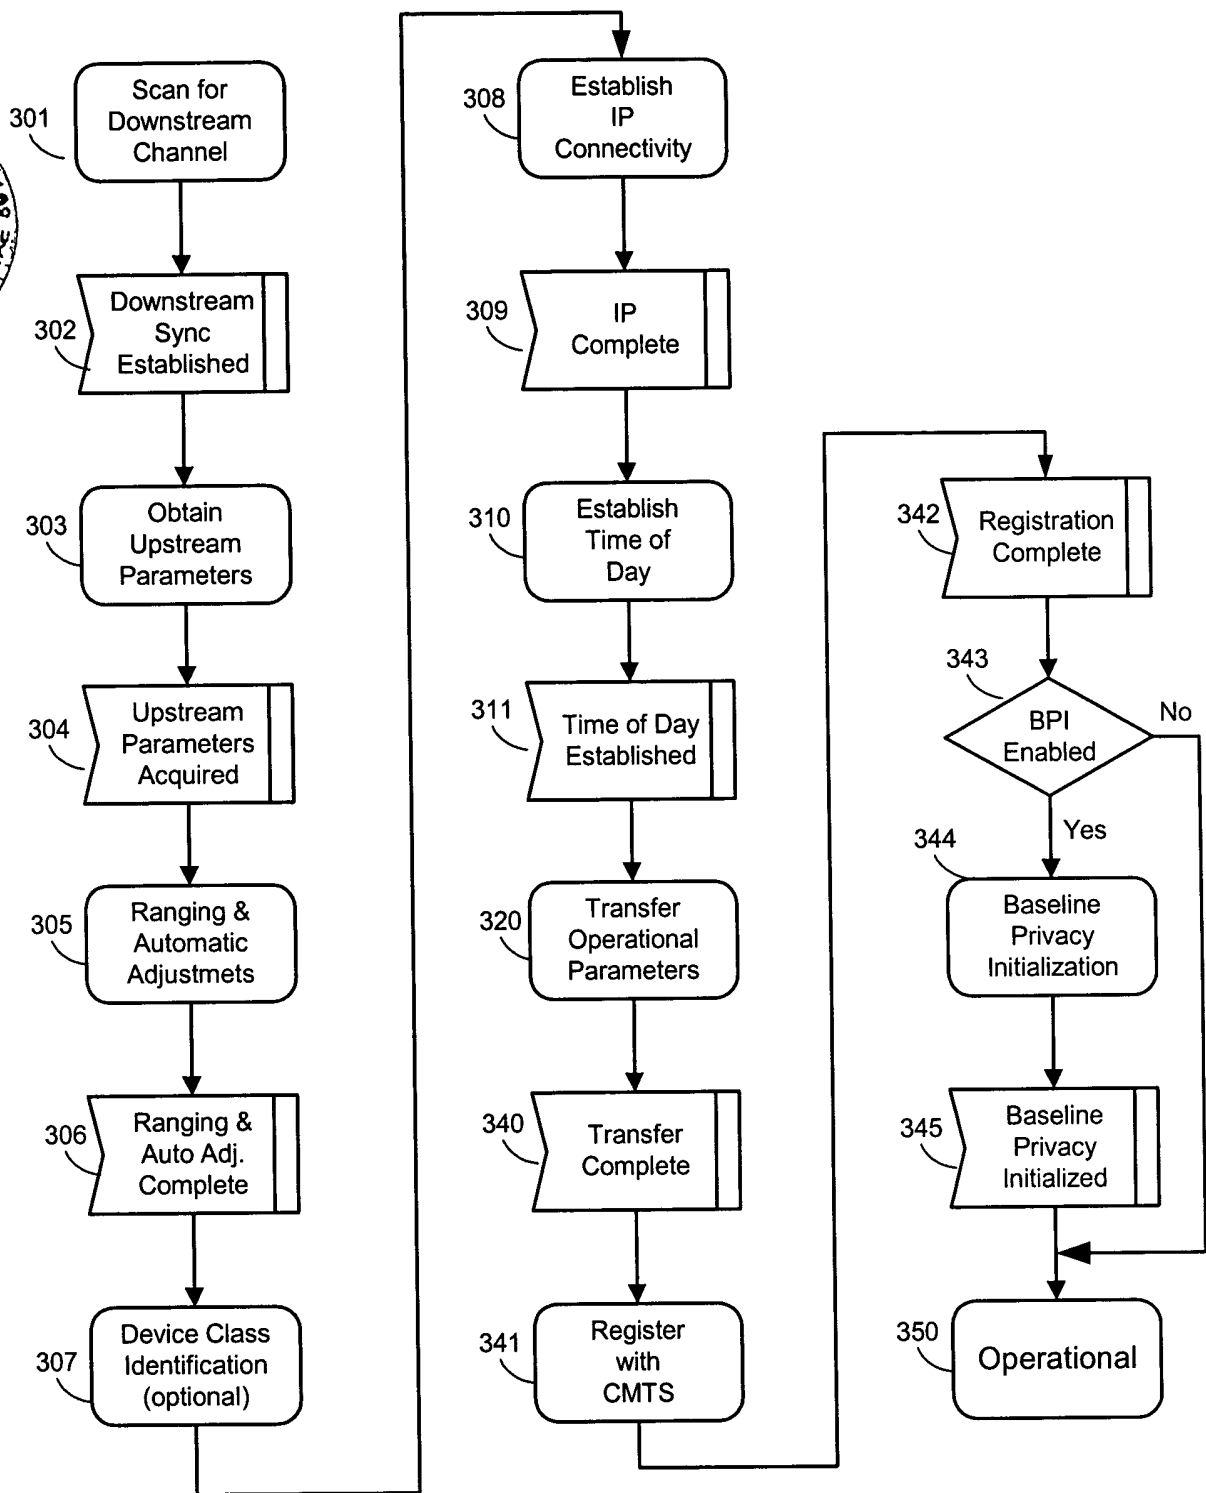 301
Scan for
Downstream
Channel
302
Downstream
Sync
Established
303
Obtain
Upstream
Parameters
304
Upstream
Parameters
Acquired
305
Ranging &
Automatic
Adjustmets
306
Ranging &
Auto Adj.
Complete
307
Device Class
Identification
(optional)
308
Establish
IP
Connectivity
309
IP
Complete
310
Establish
Time of
Day
311
Time of Day
Established
320
Transfer
Operational
Parameters
340
Transfer
Complete
341
Register
with
CMTS
342
Registration
Complete
343
BPI
Enabled
No
Yes
344
Baseline
Privacy
Initialization
345
Baseline
Privacy
Initialized
350
Operational